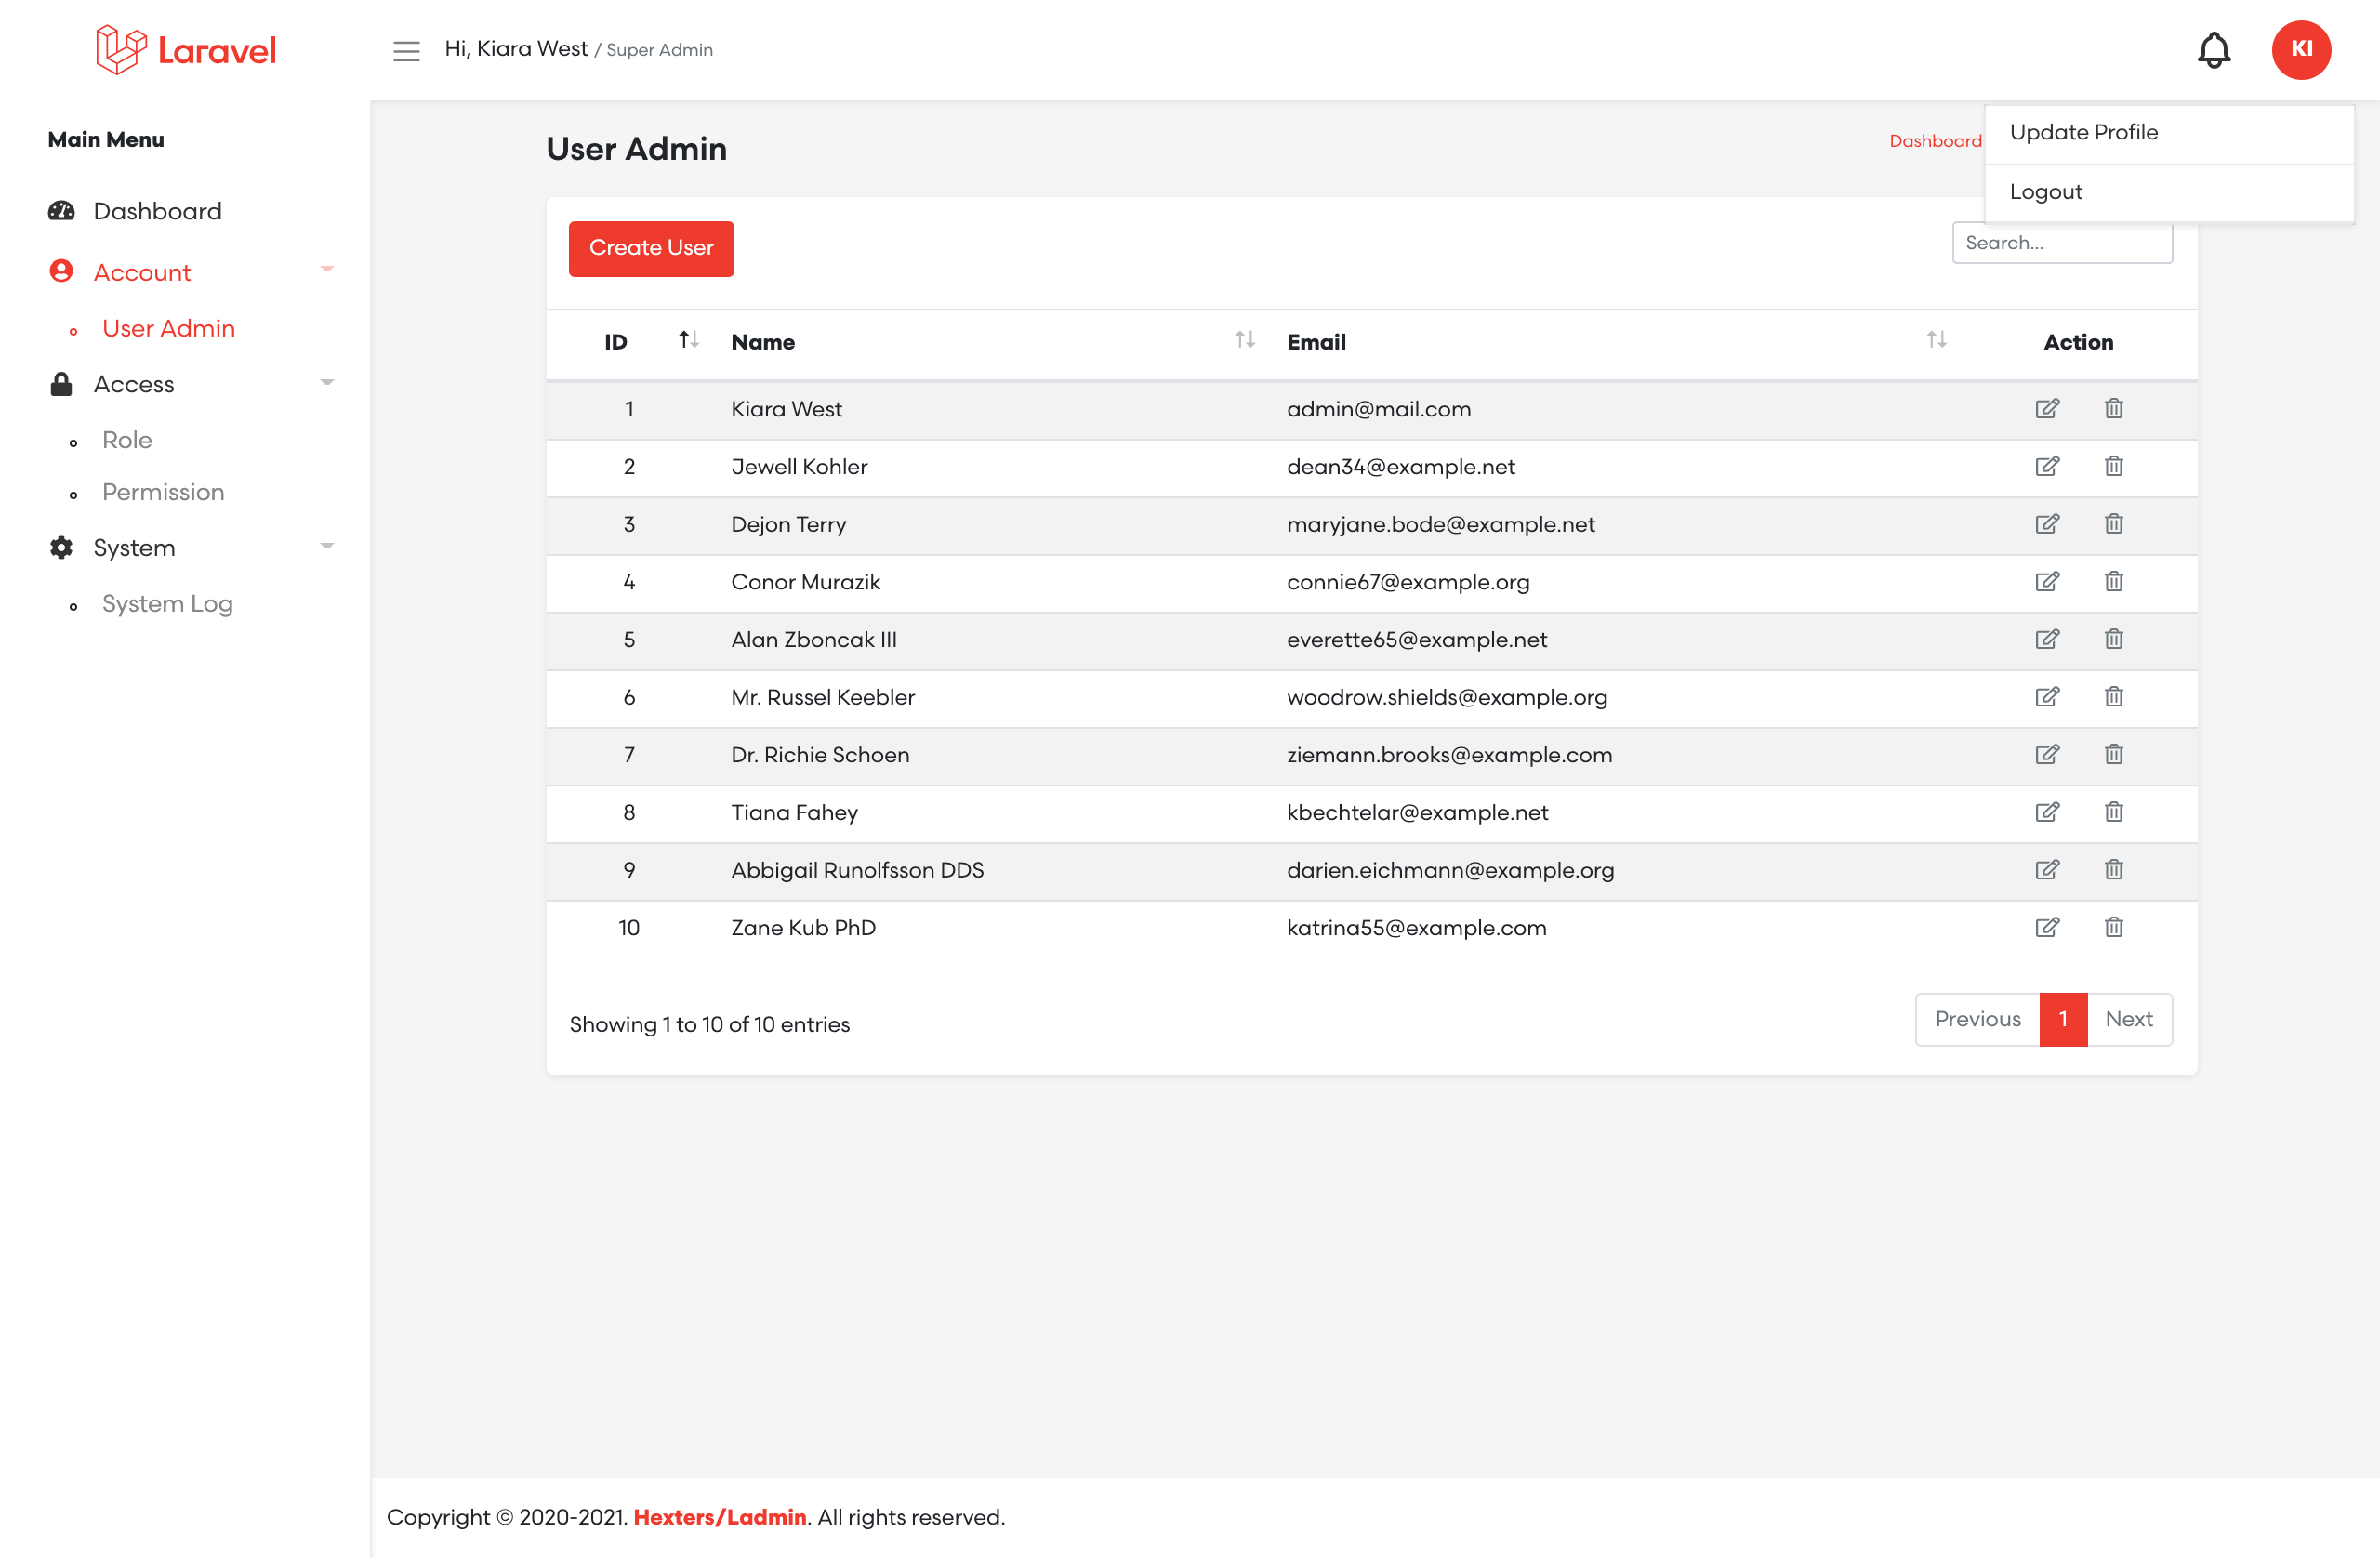 Laravel
Hi, Kiara West / Super Admin
KI
Main Menu
Dashboard
Account
User Admin
Access
Role
Permission
System
System Log
User Admin
Dashboard
Update Profile
Logout
Create User
Search...
ID Name Email Action
1 Kiara West admin@mail.com
2 Jewell Kohler dean34@example.net
3 Dejon Terry maryjane.bode@example.net
4 Conor Murazik connie67@example.org
5 Alan Zboncak III everette65@example.net
6 Mr. Russel Keebler woodrow.shields@example.org
7 Dr. Richie Schoen ziemann.brooks@example.com
8 Tiana Fahey kbechtelar@example.net
9 Abbigail Runolfsson DDS darien.eichmann@example.org
10 Zane Kub PhD katrina55@example.com
Showing 1 to 10 of 10 entries
Previous 1 Next
Copyright © 2020-2021. Hexters/Ladmin. All rights reserved.